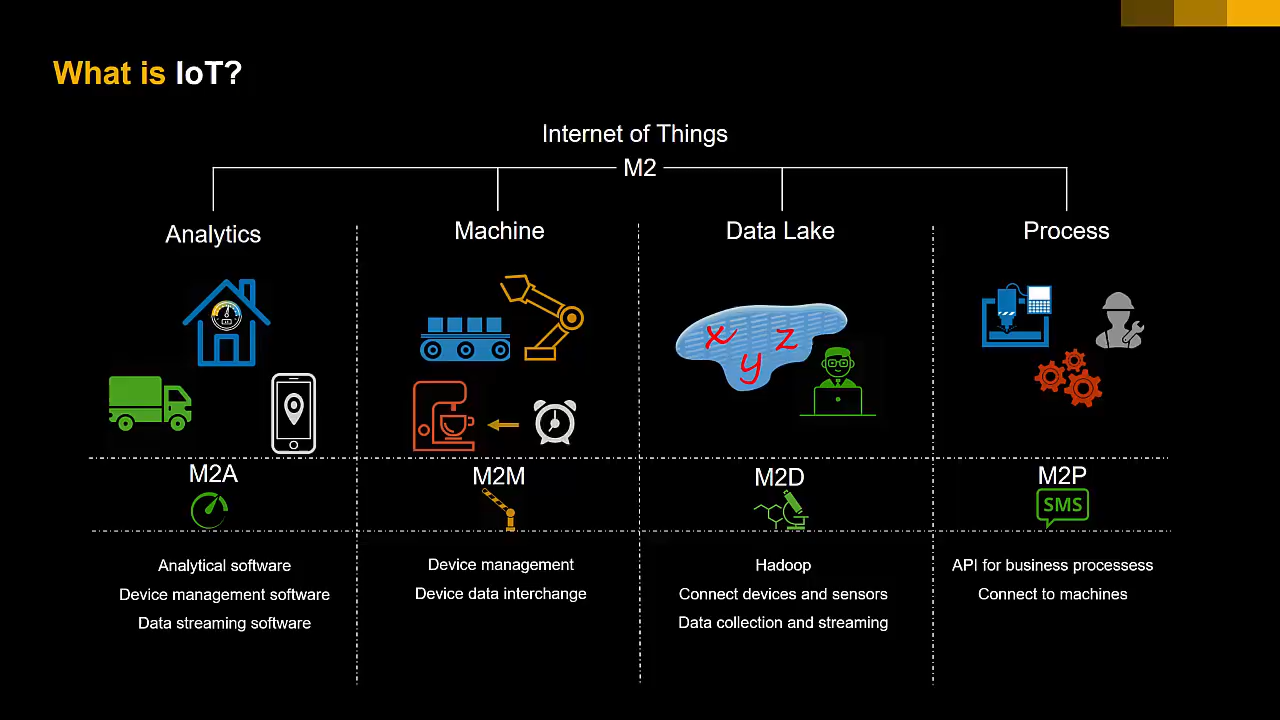 What is IoT?
Internet of Things
M2
Analytics
Machine
Data Lake
Process
x
y
z
M2A
M2M
M2D
M2P
SMS
Analytical software
Device management software
Data streaming software
Device management
Device data interchange
Hadoop
Connect devices and sensors
Data collection and streaming
API for business processess
Connect to machines